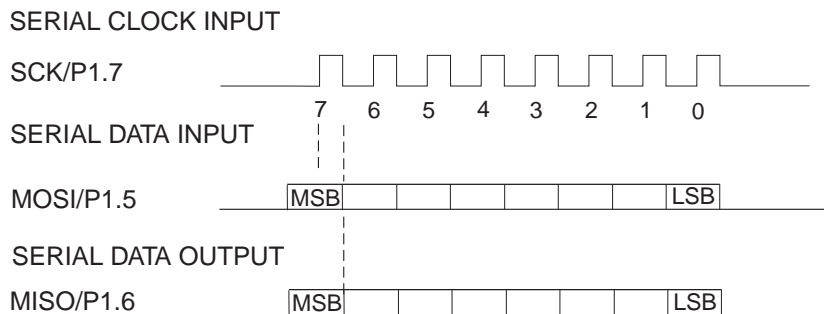 SERIAL CLOCK INPUT
SCK/P1.7
7 6 5 4 3 2 1 0
SERIAL DATA INPUT
MOSI/P1.5 MSB LSB
SERIAL DATA OUTPUT
MISO/P1.6 MSB LSB